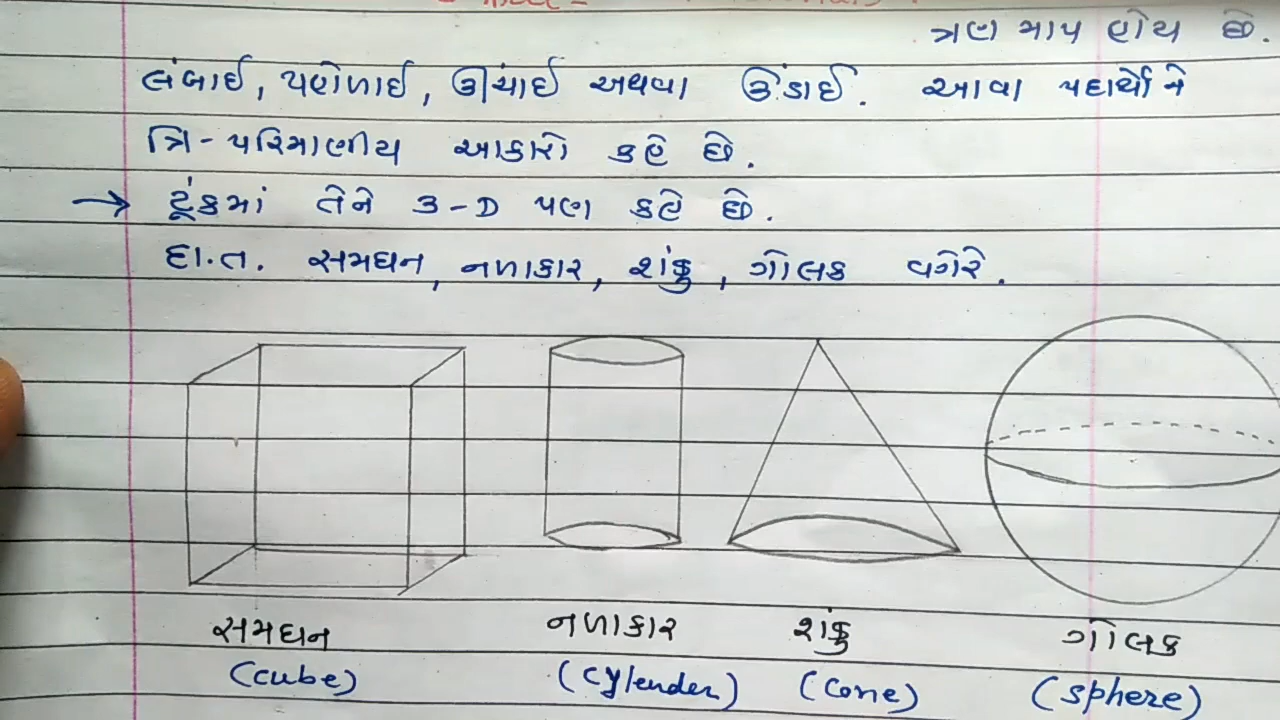 ત્રણ માપ હોય છે.
લંબાઈ, પહોળાઈ, ઊંચાઈ અથવા ઊંડાઈ. આવા પદાર્થોને
ત્રિ-પરિમાણીય આકારો કહે છે.
→ ટૂંકમાં તેને 3-D પણ કહે છે.
દા.ત. સમઘન, નળાકાર, શંકુ, ગોલક વગેરે.
સમઘન નળાકાર શંકુ ગોલક
(cube) (cylender) (cone) (sphere)